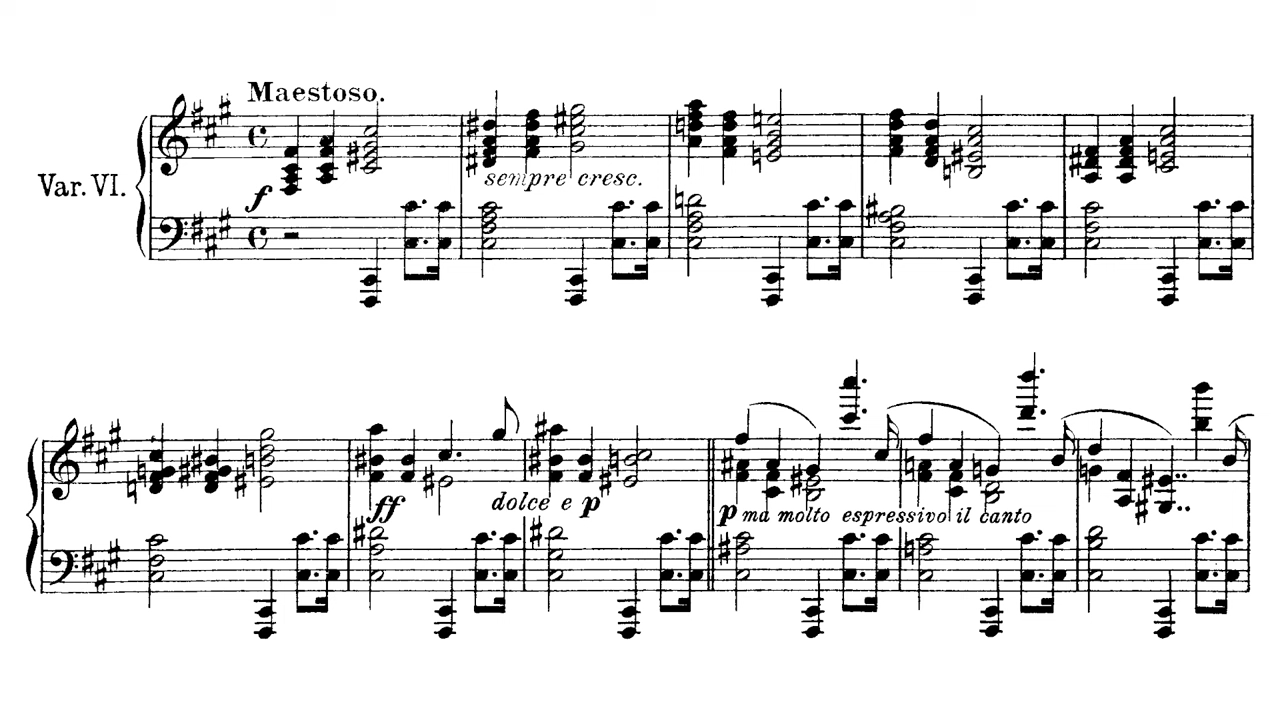 Maestoso.
Var. VI.
f
sempre cresc.
ff
dolce e p
p ma molto espressivo il canto